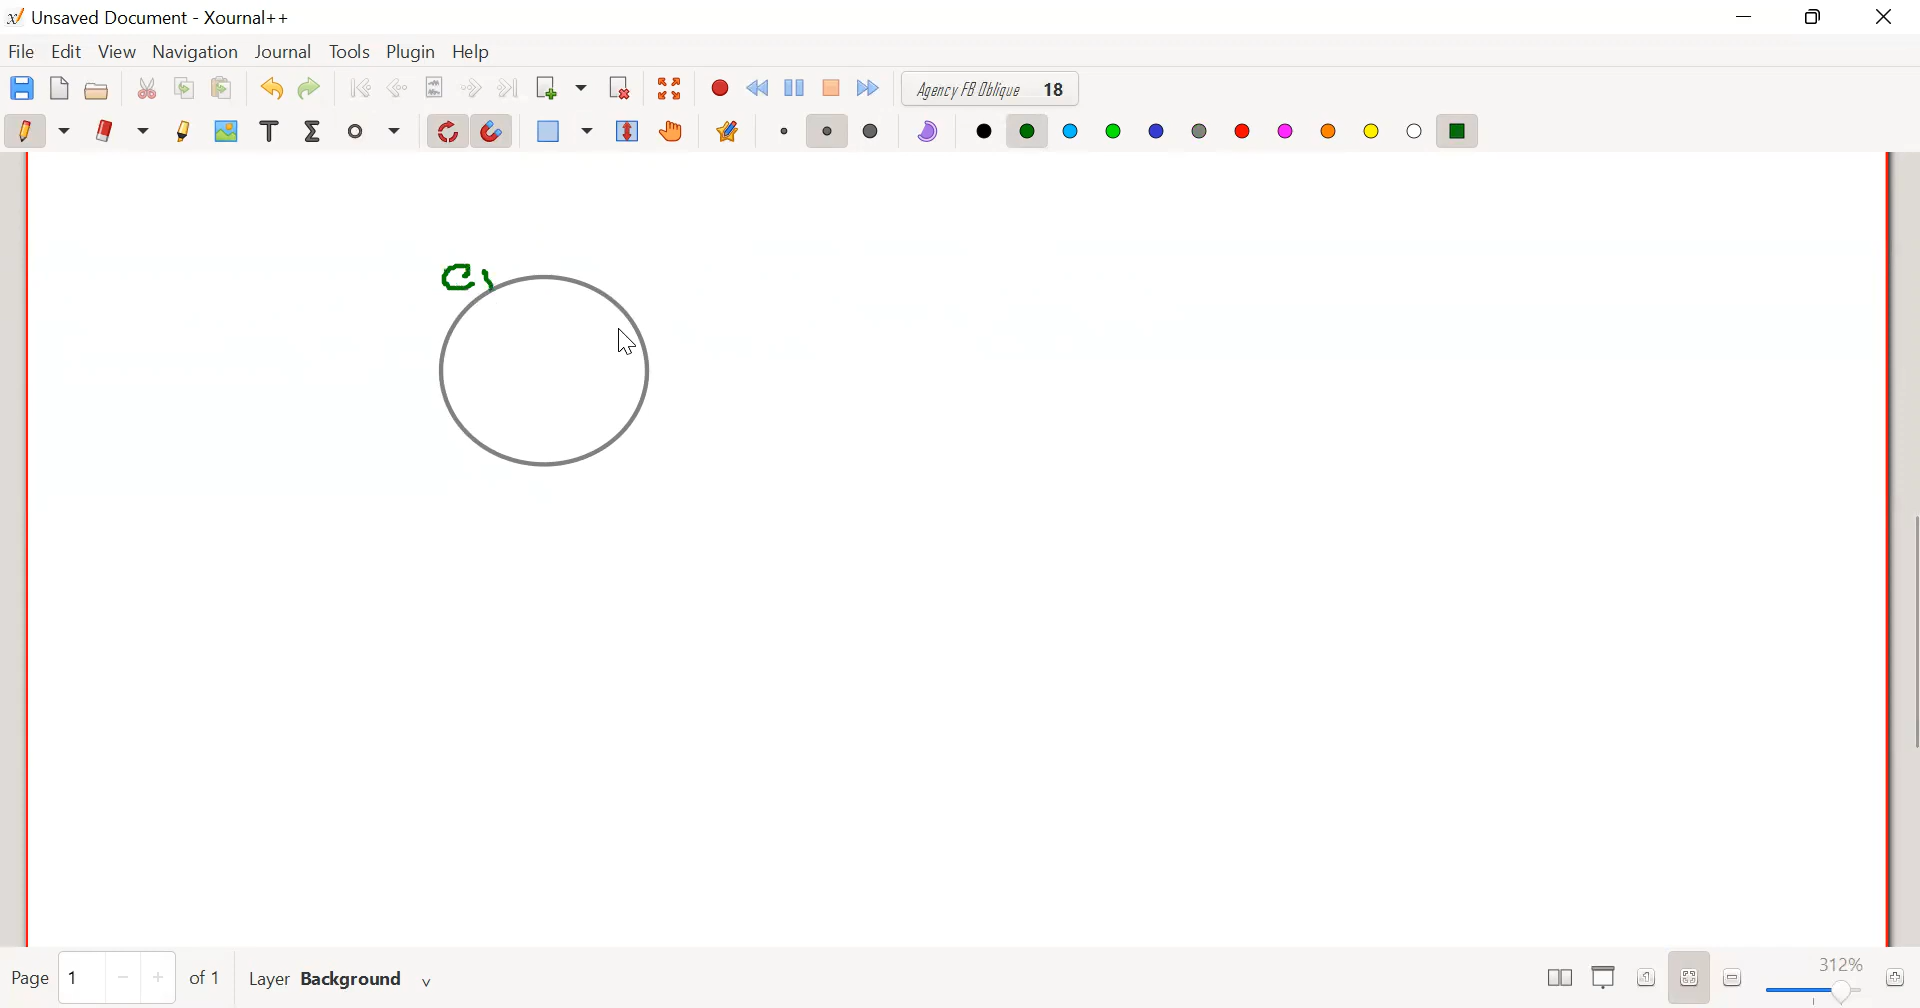 Unsaved Document - Xournal++
File Edit View Navigation Journal Tools Plugin Help
Agency FB Oblique 18
Page 1 of 1 Layer Background
312%